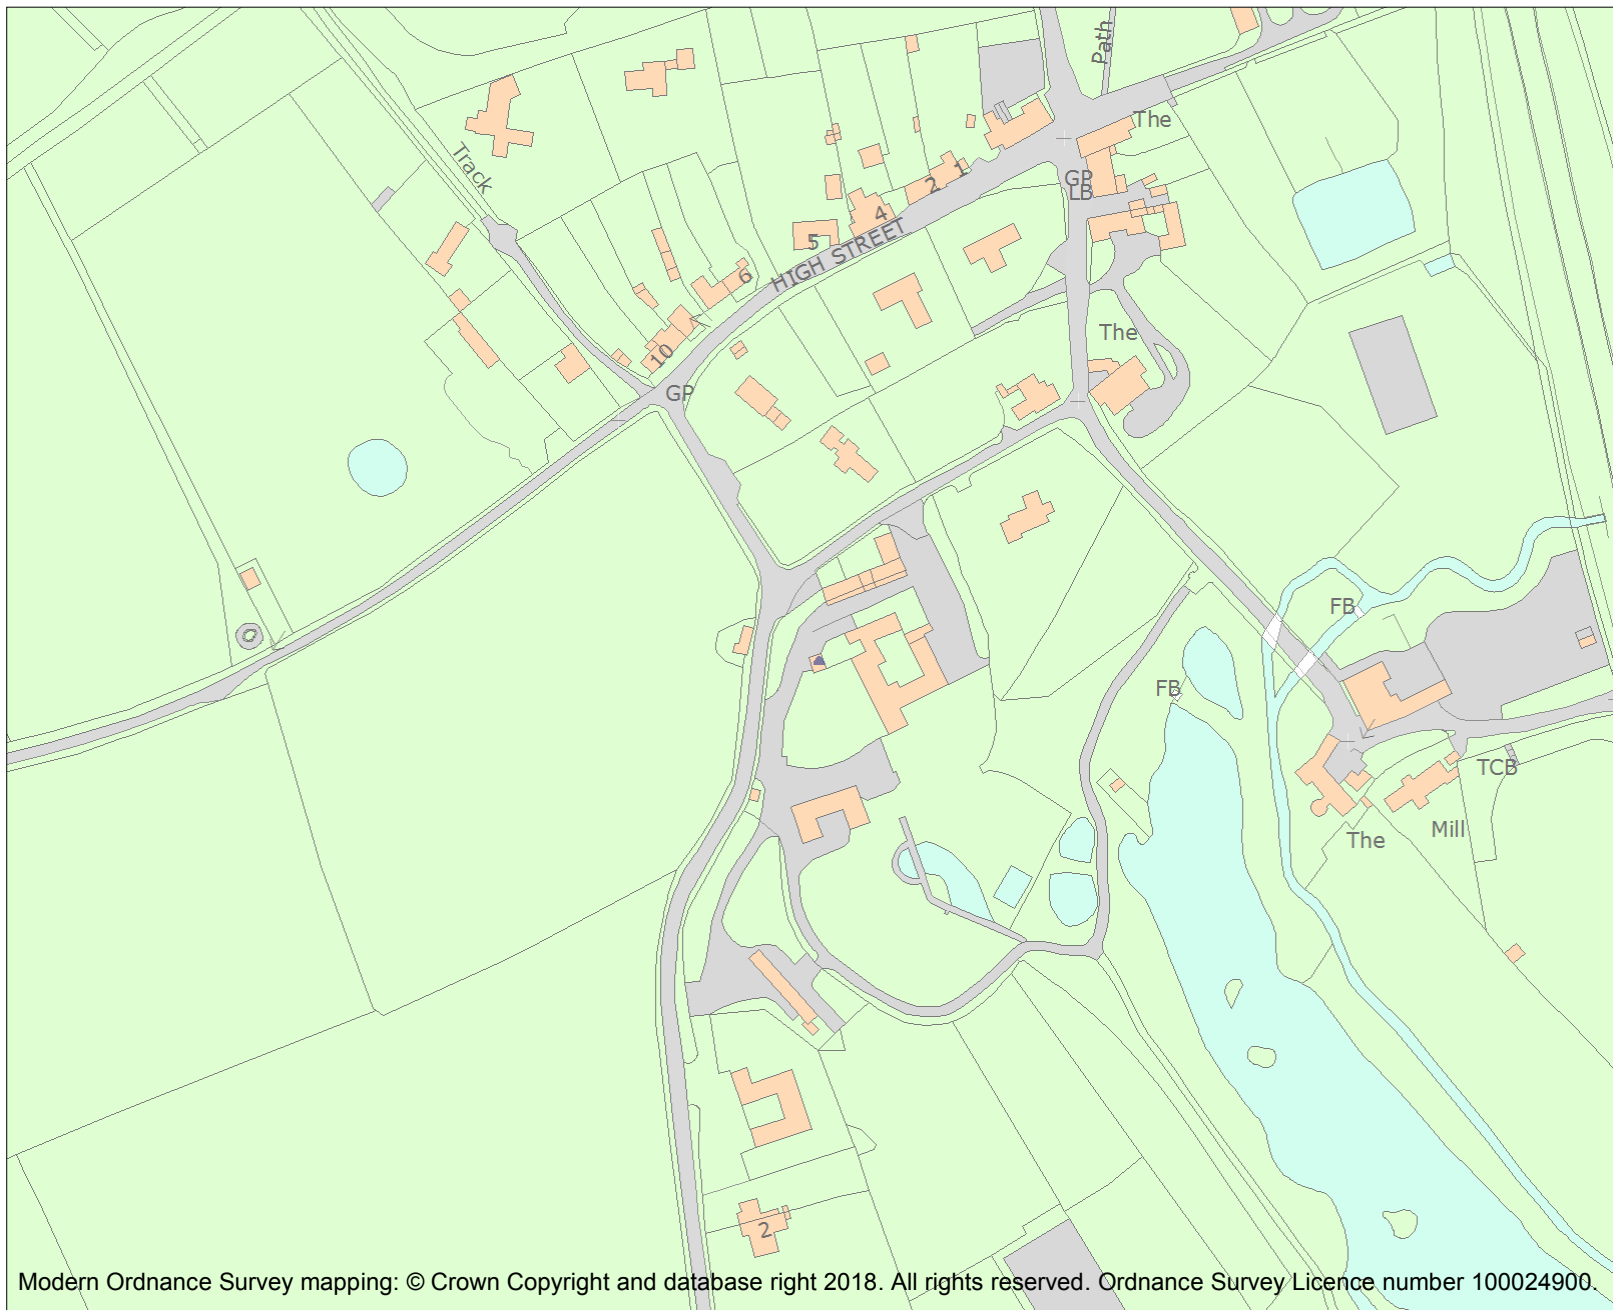 Path
The
Track
1
2
GP
LB
4
5
HIGH STREET
6
The
10
GP
FB
FB
TCB
Mill
The
2
Modern Ordnance Survey mapping: © Crown Copyright and database right 2018. All rights reserved. Ordnance Survey Licence number 100024900.